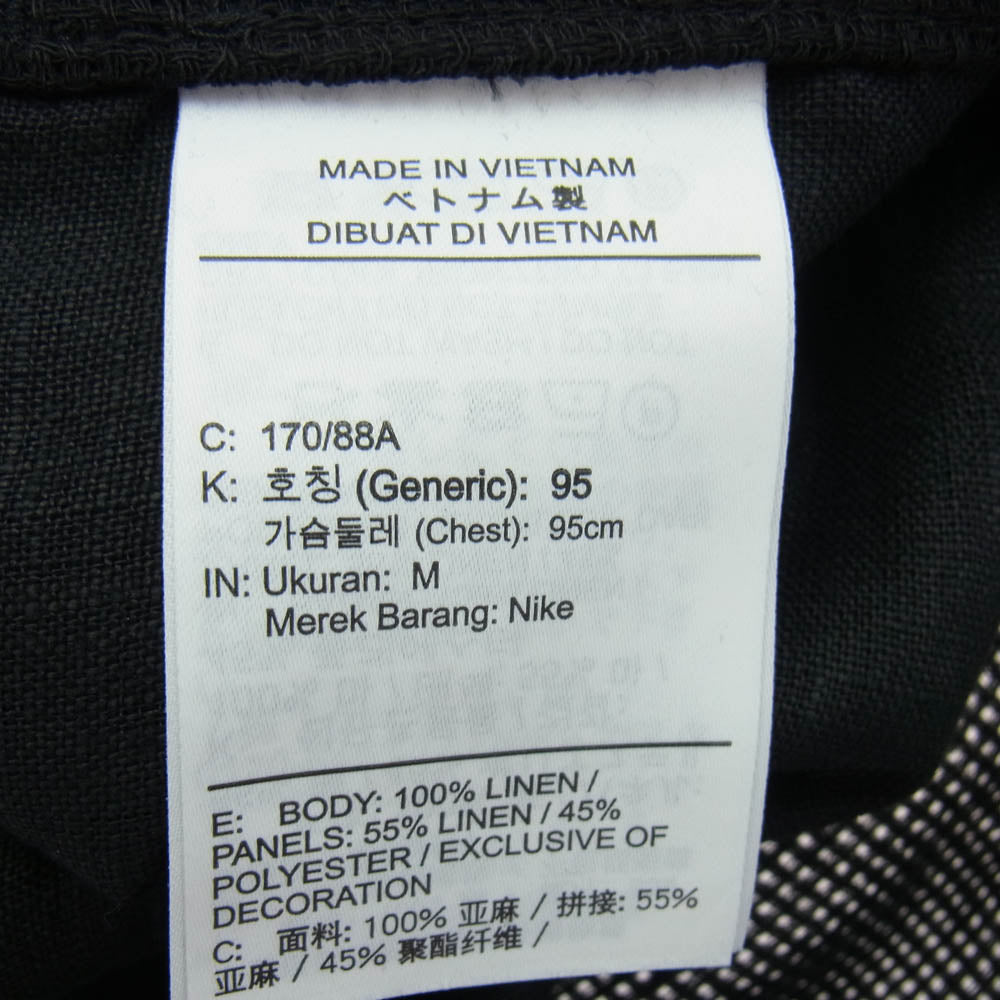 MADE IN VIETNAM
ベトナム製
DIBUAT DI VIETNAM
C: 170/88A
K: 호칭 (Generic): 95
가슴둘레 (Chest): 95cm
IN: Ukuran: M
Merek Barang: Nike
E: BODY: 100% LINEN /
PANELS: 55% LINEN / 45%
POLYESTER / EXCLUSIVE OF
DECORATION
C: 面料: 100% 亚麻 / 拼接: 55%
亚麻 / 45% 聚酯纤维 /